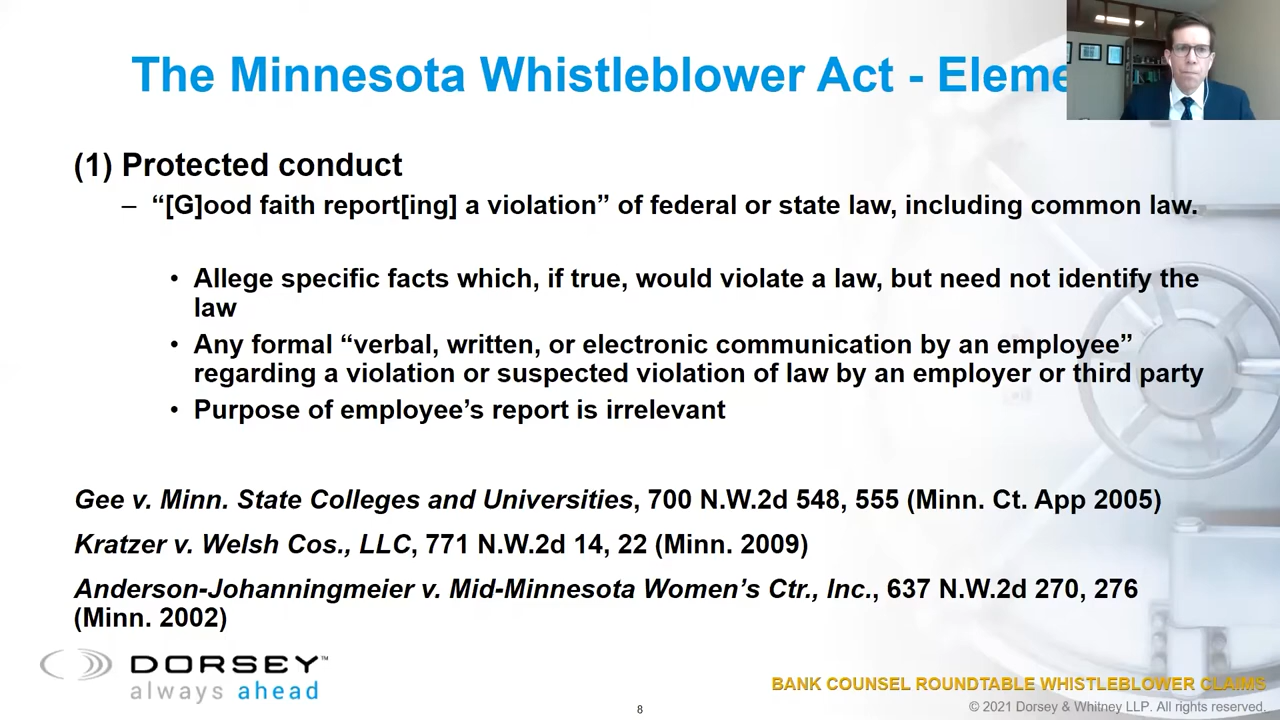 The Minnesota Whistleblower Act - Eleme
(1) Protected conduct
– “[G]ood faith report[ing] a violation” of federal or state law, including common law.
• Allege specific facts which, if true, would violate a law, but need not identify the
law
• Any formal “verbal, written, or electronic communication by an employee”
regarding a violation or suspected violation of law by an employer or third party
• Purpose of employee’s report is irrelevant
Gee v. Minn. State Colleges and Universities, 700 N.W.2d 548, 555 (Minn. Ct. App 2005)
Kratzer v. Welsh Cos., LLC, 771 N.W.2d 14, 22 (Minn. 2009)
Anderson-Johanningmeier v. Mid-Minnesota Women’s Ctr., Inc., 637 N.W.2d 270, 276
(Minn. 2002)
DORSEY™
always ahead
BANK COUNSEL ROUNDTABLE WHISTLEBLOWER CLAIMS
© 2021 Dorsey & Whitney LLP. All rights reserved.
8